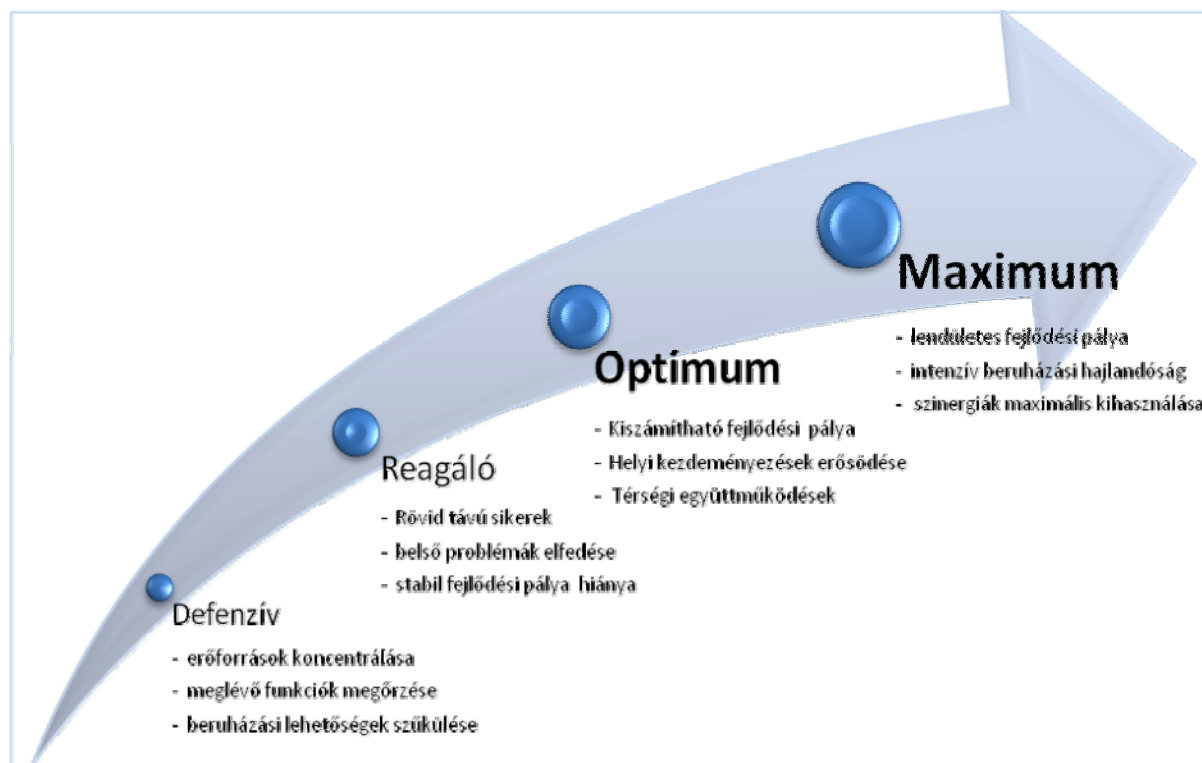 Maximum
- lendületes fejlődési pálya
- intenzív beruházási hajlandóság
- szinergiák maximális kihasználása
Optimum
- Kiszámítható fejlődési pálya
- Helyi kezdeményezések erősödése
- Térségi együttműködések
Reagáló
- Rövid távú sikerek
- belső problémák elfedése
- stabil fejlődési pálya hiánya
Defenzív
- erőforrások koncentrálása
- meglévő funkciók megőrzése
- beruházási lehetőségek szűkülése